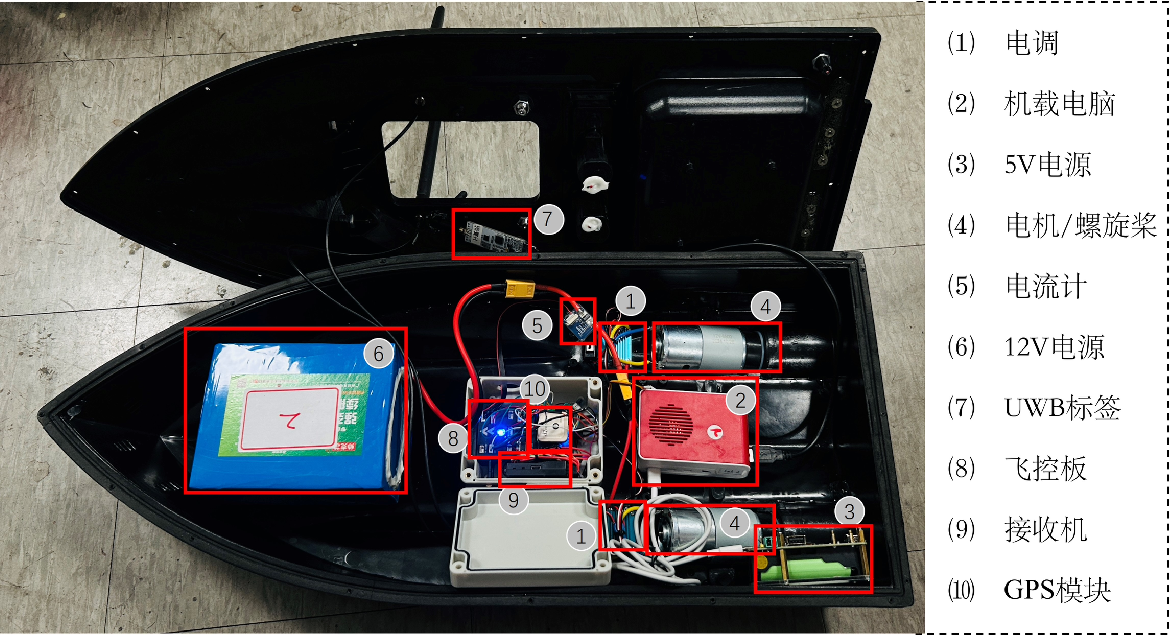 (1) 电调
(2) 机载电脑
(3) 5V电源
(4) 电机/螺旋桨
(5) 电流计
(6) 12V电源
(7) UWB标签
(8) 飞控板
(9) 接收机
(10) GPS模块
7
1
4
5
6
10
2
8
9
1
4
3